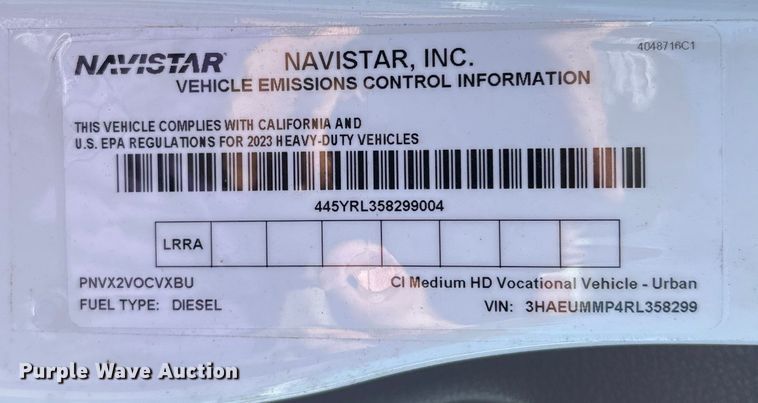 NAVISTAR NAVISTAR, INC. 4048716C1
VEHICLE EMISSIONS CONTROL INFORMATION
THIS VEHICLE COMPLIES WITH CALIFORNIA AND
U.S. EPA REGULATIONS FOR 2023 HEAVY-DUTY VEHICLES
445YRL358299004
LRRA
PNVX2VOCVXBU CI Medium HD Vocational Vehicle - Urban
FUEL TYPE: DIESEL VIN: 3HAEUMMP4RL358299
Purple Wave Auction